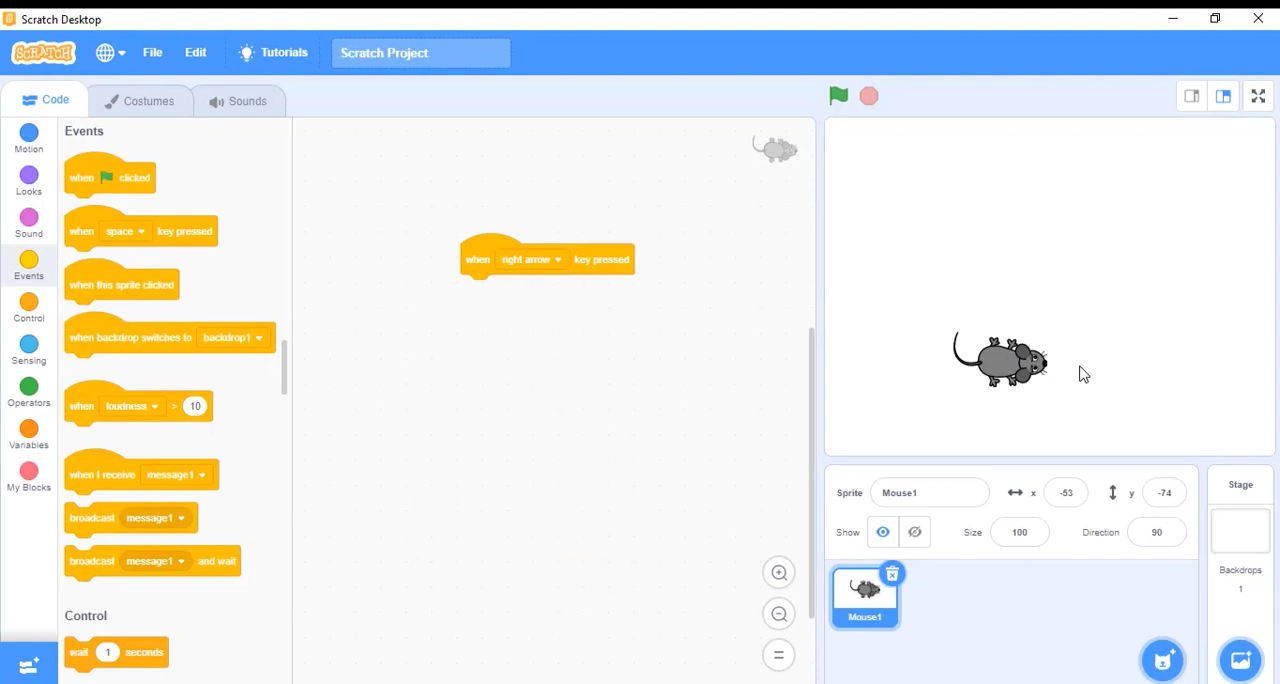 Scratch Desktop
SCRATCH File Edit Tutorials Scratch Project
Code Costumes Sounds
Motion
Looks
Sound
Events
Control
Sensing
Operators
Variables
My Blocks
Events
when clicked
when space key pressed
when this sprite clicked
when backdrop switches to backdrop1
when loudness > 10
when I receive message1
broadcast message1
broadcast message1 and wait
Control
wait 1 seconds
when right arrow key pressed
Sprite Mouse1 x -53 y -74
Show Size 100 Direction 90
Mouse1
Stage
Backdrops
1